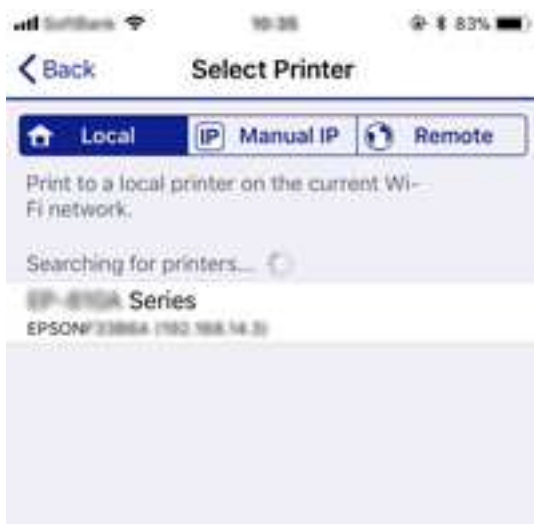 83%
Back Select Printer
Local IP Manual IP Remote
Print to a local printer on the current Wi-
Fi network.
Searching for printers...
Series
EPSON